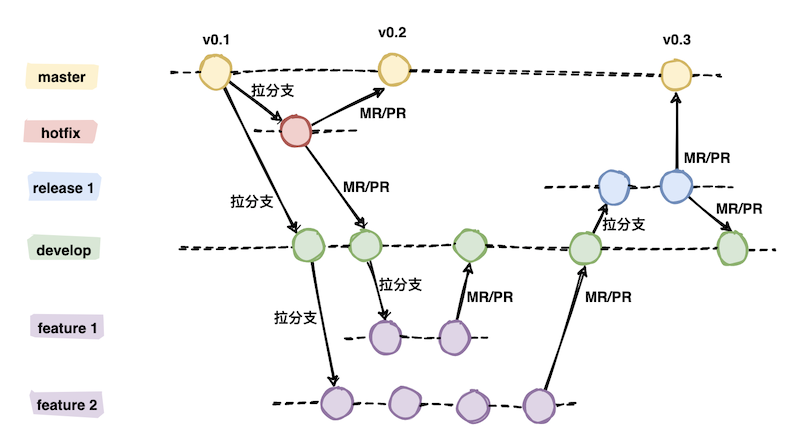 v0.1
v0.2
v0.3
master
拉分支
MR/PR
hotfix
MR/PR
MR/PR
release 1
拉分支
MR/PR
拉分支
develop
拉分支
MR/PR
MR/PR
拉分支
feature 1
feature 2